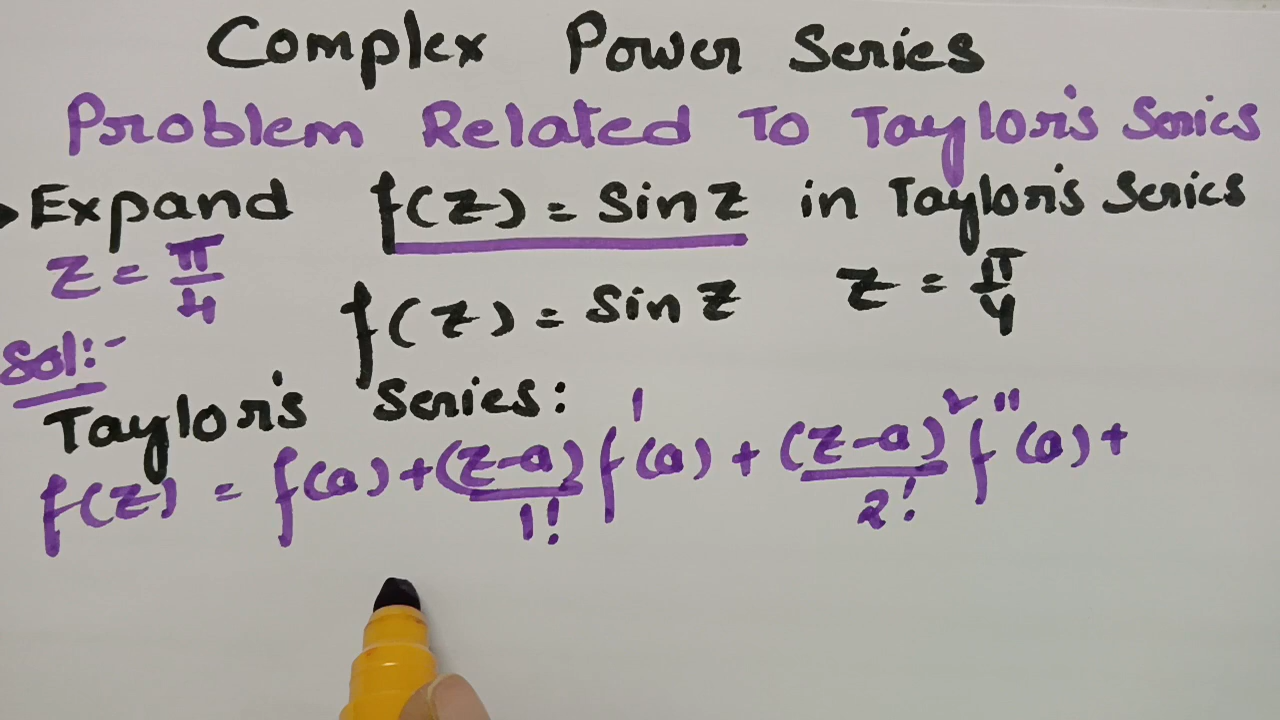 Complex Power Series
Problem Related To Taylor's Series
Expand f(z) = Sin z in Taylor's Series
z = π/4
f(z) = Sin z z = π/4
Sol:-
Taylor's Series:
f(z) = f(a) + (z-a)/1! f'(a) + (z-a)²/2! f''(a) +